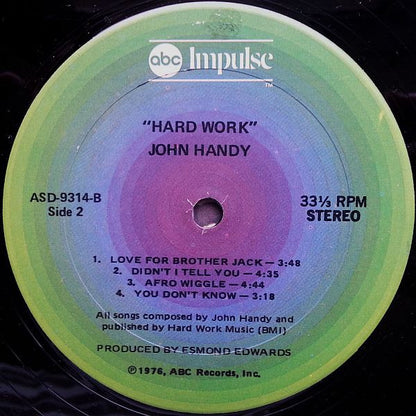 abc Impulse
TM
"HARD WORK"
JOHN HANDY
ASD-9314-B
Side 2
33⅓ RPM
STEREO
1. LOVE FOR BROTHER JACK — 3:48
2. DIDN'T I TELL YOU — 4:35
3. AFRO WIGGLE — 4:44
4. YOU DON'T KNOW — 3:18
All songs composed by John Handy and
published by Hard Work Music (BMI)
PRODUCED BY ESMOND EDWARDS
℗1976, ABC Records, Inc.